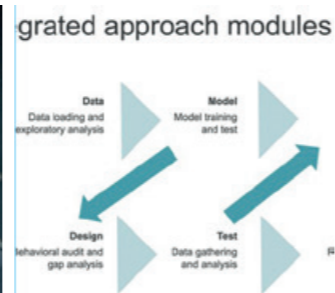 grated approach modules
Data
Data loading and
exploratory analysis
Model
Model training
and test
Design
ehavioral audit and
gap analysis
Test
Data gathering
and analysis